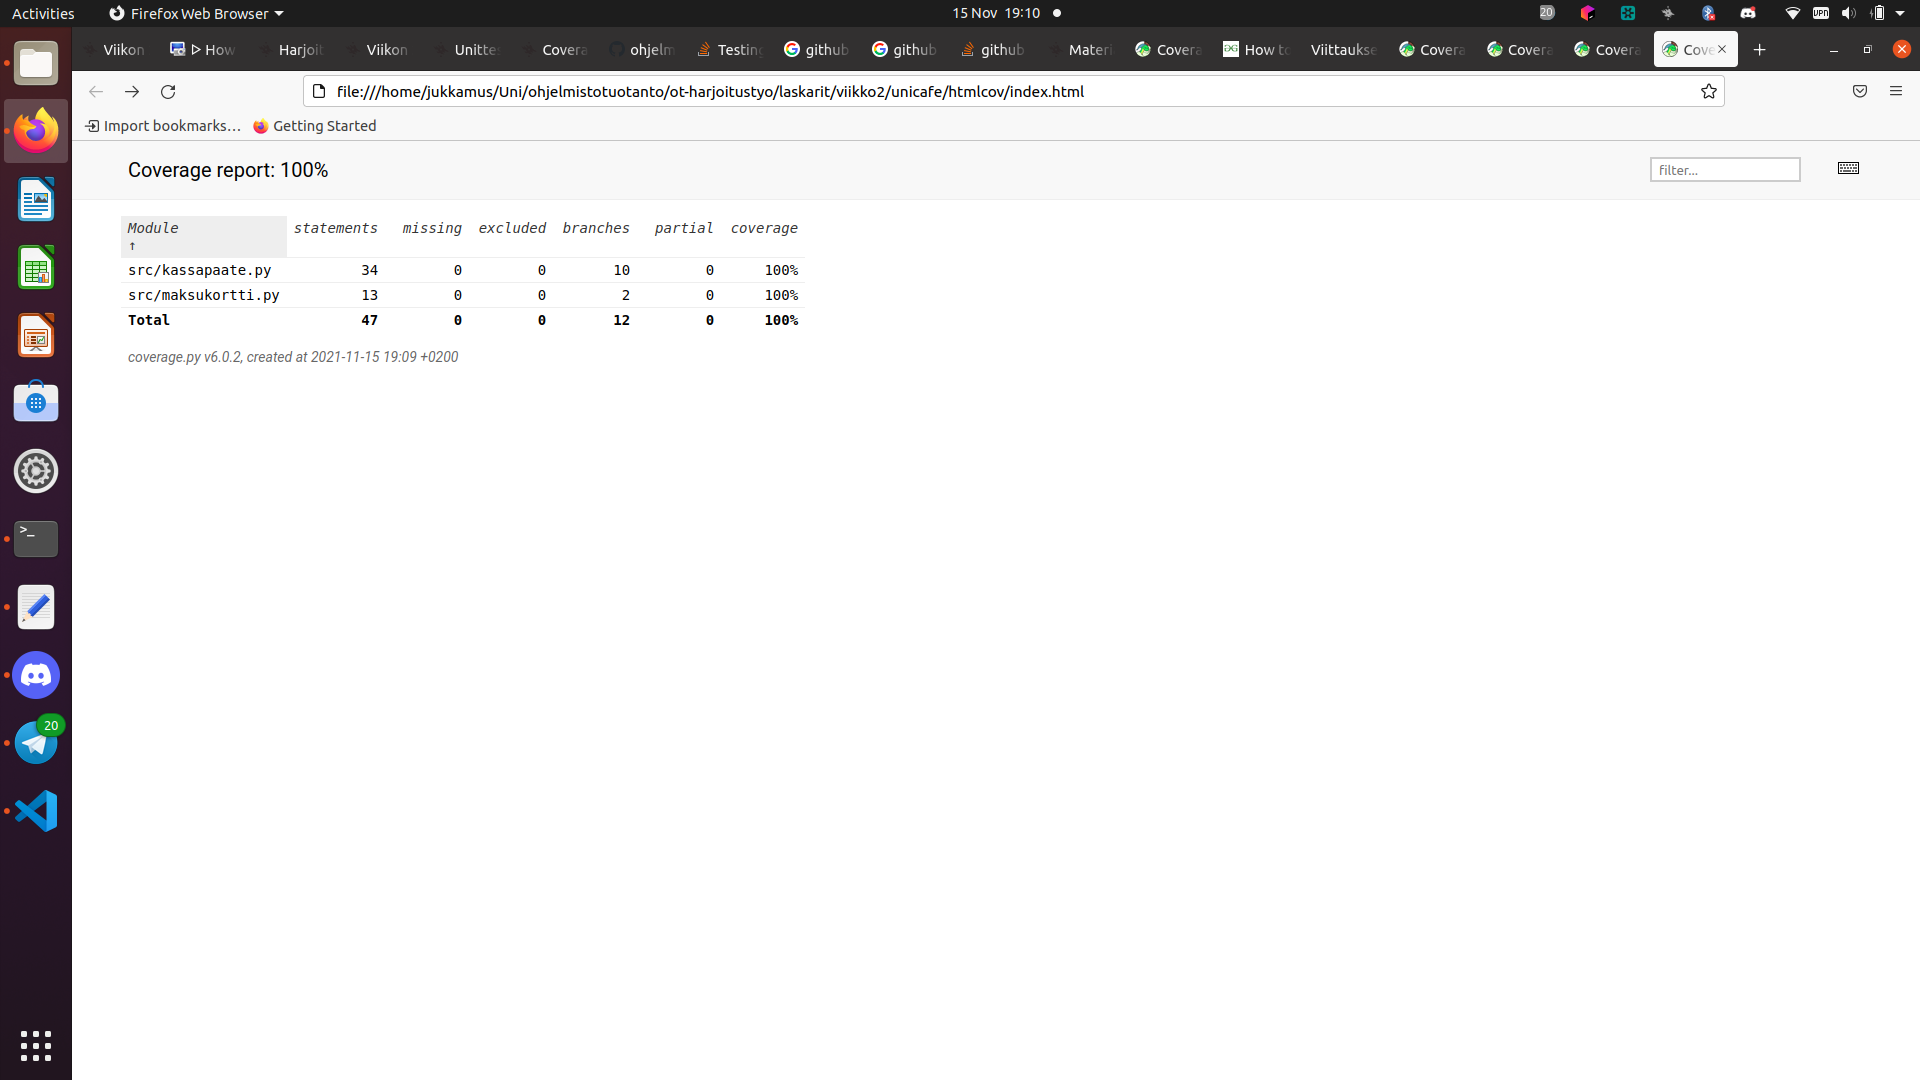 Activities Firefox Web Browser 15 Nov 19:10 20 VPN
Viikon How Harjoit Viikon Unittes Covera ohjelm Testing github github github Materi Covera How to Viittaukse Covera Covera Covera Cove
file:///home/jukkamus/Uni/ohjelmistotuotanto/ot-harjoitustyo/laskarit/viikko2/unicafe/htmlcov/index.html
Import bookmarks… Getting Started
Coverage report: 100% filter...
Module ↑ statements missing excluded branches partial coverage
src/kassapaate.py 34 0 0 10 0 100%
src/maksukortti.py 13 0 0 2 0 100%
Total 47 0 0 12 0 100%
coverage.py v6.0.2, created at 2021-11-15 19:09 +0200
>_
20